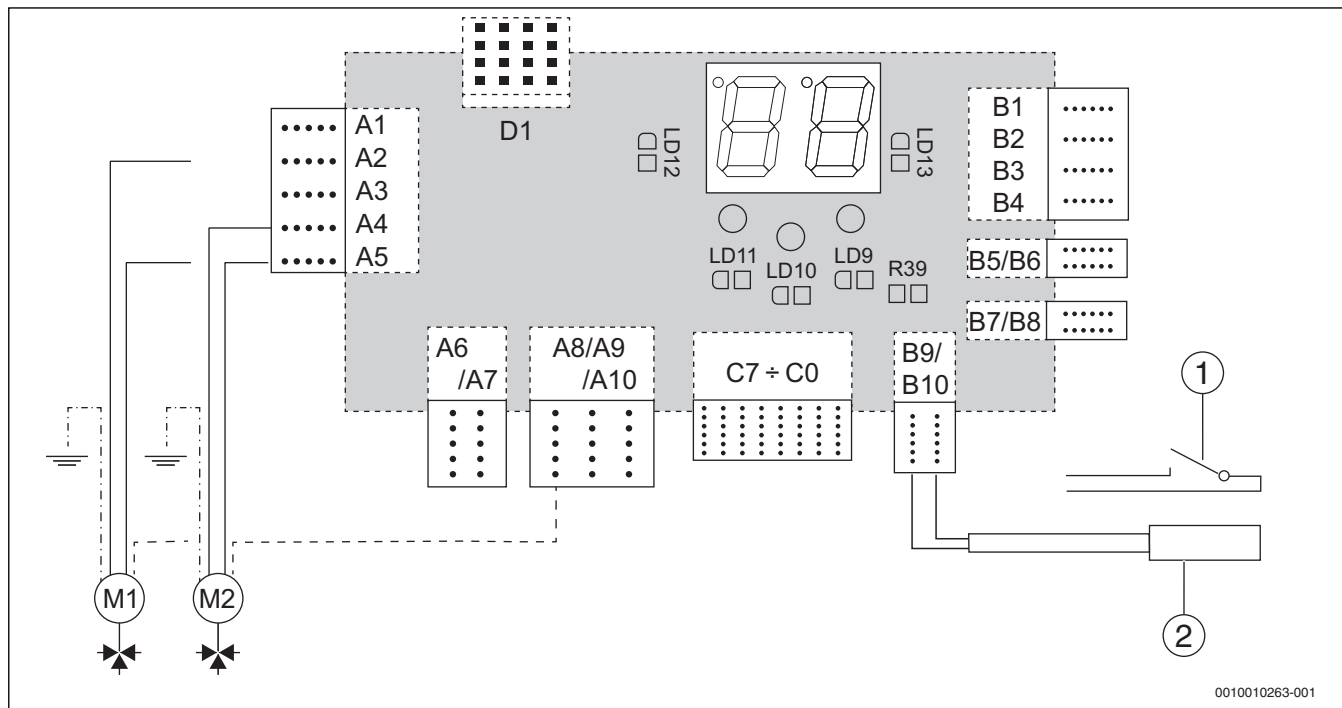 D1
A1
A2
A3
A4
A5
LD12
LD13
B1
B2
B3
B4
LD11
LD10
LD9
R39
B5/B6
B7/B8
A6
/A7
A8/A9
/A10
C7 ÷ C0
B9/
B10
1
2
M1
M2
0010010263-001